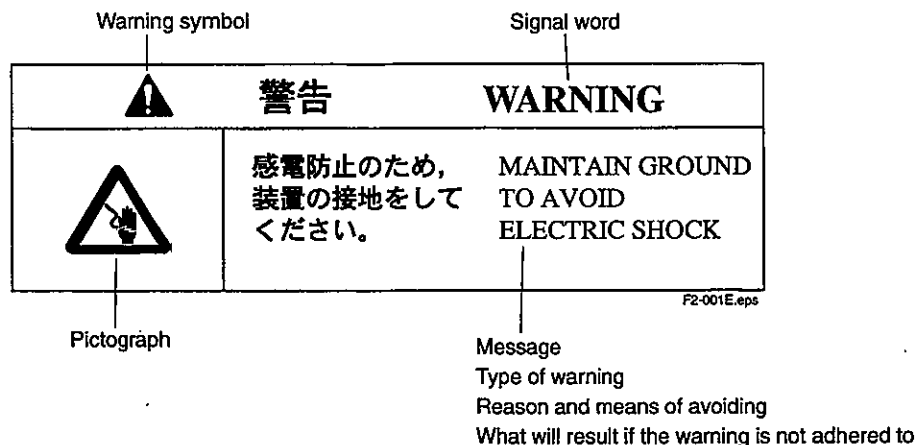 Warning symbol
Signal word
警告
WARNING
感電防止のため,
装置の接地をして
ください。
MAINTAIN GROUND
TO AVOID
ELECTRIC SHOCK
F2-001E.eps
Pictograph
Message
Type of warning
Reason and means of avoiding
What will result if the warning is not adhered to